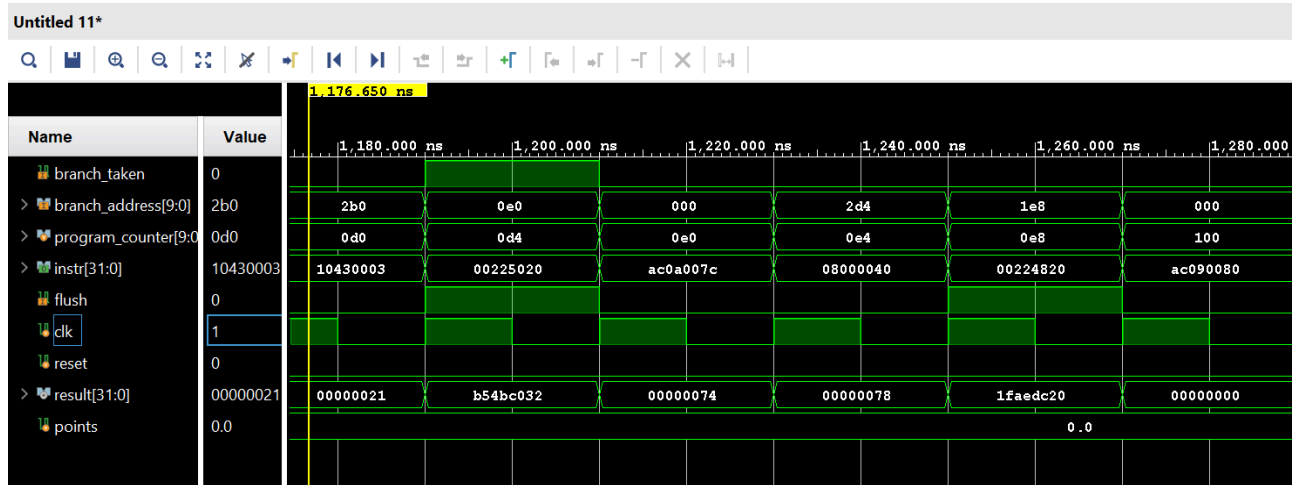 Untitled 11*
1,176.650 ns
Name Value
1,180.000 ns 1,200.000 ns 1,220.000 ns 1,240.000 ns 1,260.000 ns 1,280.000
branch_taken 0
branch_address[9:0] 2b0 2b0 0e0 000 2d4 1e8 000
program_counter[9:0 0d0 0d0 0d4 0e0 0e4 0e8 100
instr[31:0] 10430003 10430003 00225020 ac0a007c 08000040 00224820 ac090080
flush 0
clk 1
reset 0
result[31:0] 00000021 00000021 b54bc032 00000074 00000078 1faedc20 00000000
points 0.0 0.0